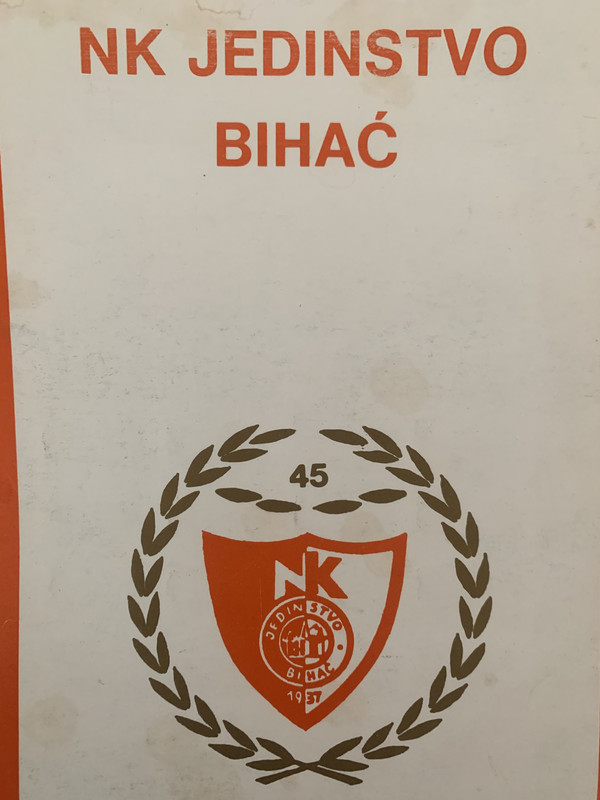 NK JEDINSTVO
BIHAĆ
45
NK
JEDINSTVO
BIHAĆ
1937